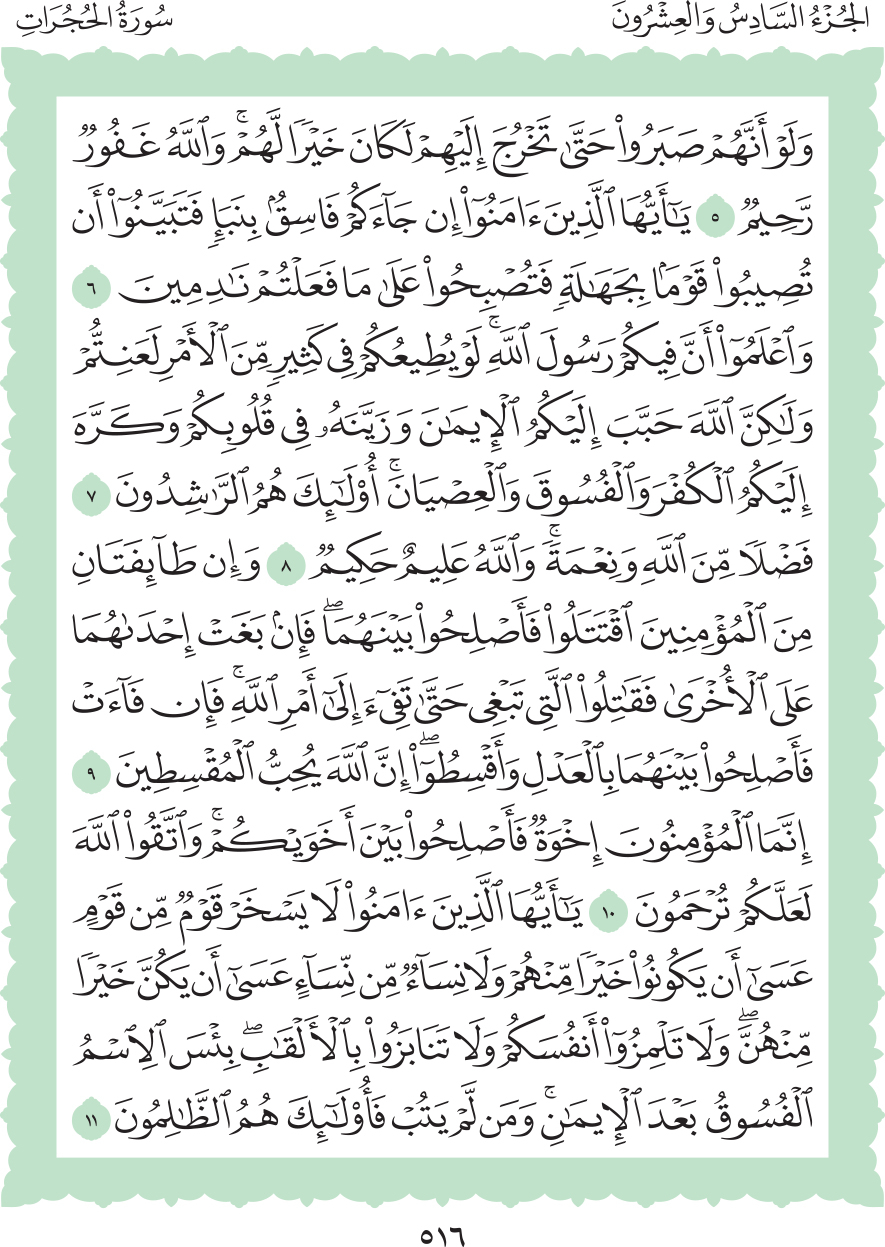 الجُزْءُ السَّادِسُ وَالْعِشْرُونَ
سُورَةُ الحُجُرَاتِ
وَلَوْ أَنَّهُمْ صَبَرُوا۟ حَتَّىٰ تَخْرُجَ إِلَيْهِمْ لَكَانَ خَيْرًا لَّهُمْ ۚ وَٱللَّهُ غَفُورٌ
رَّحِيمٌ ٥ يَـٰٓأَيُّهَا ٱلَّذِينَ ءَامَنُوٓا۟ إِن جَآءَكُمْ فَاسِقٌۢ بِنَبَإٍ فَتَبَيَّنُوٓا۟ أَن
تُصِيبُوا۟ قَوْمًۢا بِجَهَـٰلَةٍ فَتُصْبِحُوا۟ عَلَىٰ مَا فَعَلْتُمْ نَـٰدِمِينَ ٦
وَٱعْلَمُوٓا۟ أَنَّ فِيكُمْ رَسُولَ ٱللَّهِ ۚ لَوْ يُطِيعُكُمْ فِى كَثِيرٍ مِّنَ ٱلْأَمْرِ لَعَنِتُّمْ
وَلَـٰكِنَّ ٱللَّهَ حَبَّبَ إِلَيْكُمُ ٱلْإِيمَـٰنَ وَزَيَّنَهُۥ فِى قُلُوبِكُمْ وَكَرَّهَ
إِلَيْكُمُ ٱلْكُفْرَ وَٱلْفُسُوقَ وَٱلْعِصْيَانَ ۚ أُو۟لَـٰٓئِكَ هُمُ ٱلرَّٰشِدُونَ ٧
فَضْلًا مِّنَ ٱللَّهِ وَنِعْمَةً ۚ وَٱللَّهُ عَلِيمٌ حَكِيمٌ ٨ وَإِن طَآئِفَتَانِ
مِنَ ٱلْمُؤْمِنِينَ ٱقْتَتَلُوا۟ فَأَصْلِحُوا۟ بَيْنَهُمَا ۖ فَإِنۢ بَغَتْ إِحْدَىٰهُمَا
عَلَى ٱلْأُخْرَىٰ فَقَـٰتِلُوا۟ ٱلَّتِى تَبْغِى حَتَّىٰ تَفِىٓءَ إِلَىٰٓ أَمْرِ ٱللَّهِ ۚ فَإِن فَآءَتْ
فَأَصْلِحُوا۟ بَيْنَهُمَا بِٱلْعَدْلِ وَأَقْسِطُوٓا۟ ۖ إِنَّ ٱللَّهَ يُحِبُّ ٱلْمُقْسِطِينَ ٩
إِنَّمَا ٱلْمُؤْمِنُونَ إِخْوَةٌ فَأَصْلِحُوا۟ بَيْنَ أَخَوَيْكُمْ ۚ وَٱتَّقُوا۟ ٱللَّهَ
لَعَلَّكُمْ تُرْحَمُونَ ١٠ يَـٰٓأَيُّهَا ٱلَّذِينَ ءَامَنُوا۟ لَا يَسْخَرْ قَوْمٌ مِّن قَوْمٍ
عَسَىٰٓ أَن يَكُونُوا۟ خَيْرًا مِّنْهُمْ وَلَا نِسَآءٌ مِّن نِّسَآءٍ عَسَىٰٓ أَن يَكُنَّ خَيْرًا
مِّنْهُنَّ ۖ وَلَا تَلْمِزُوٓا۟ أَنفُسَكُمْ وَلَا تَنَابَزُوا۟ بِٱلْأَلْقَـٰبِ ۖ بِئْسَ ٱلِٱسْمُ
ٱلْفُسُوقُ بَعْدَ ٱلْإِيمَـٰنِ ۚ وَمَن لَّمْ يَتُبْ فَأُو۟لَـٰٓئِكَ هُمُ ٱلظَّـٰلِمُونَ ١١
٥١٦